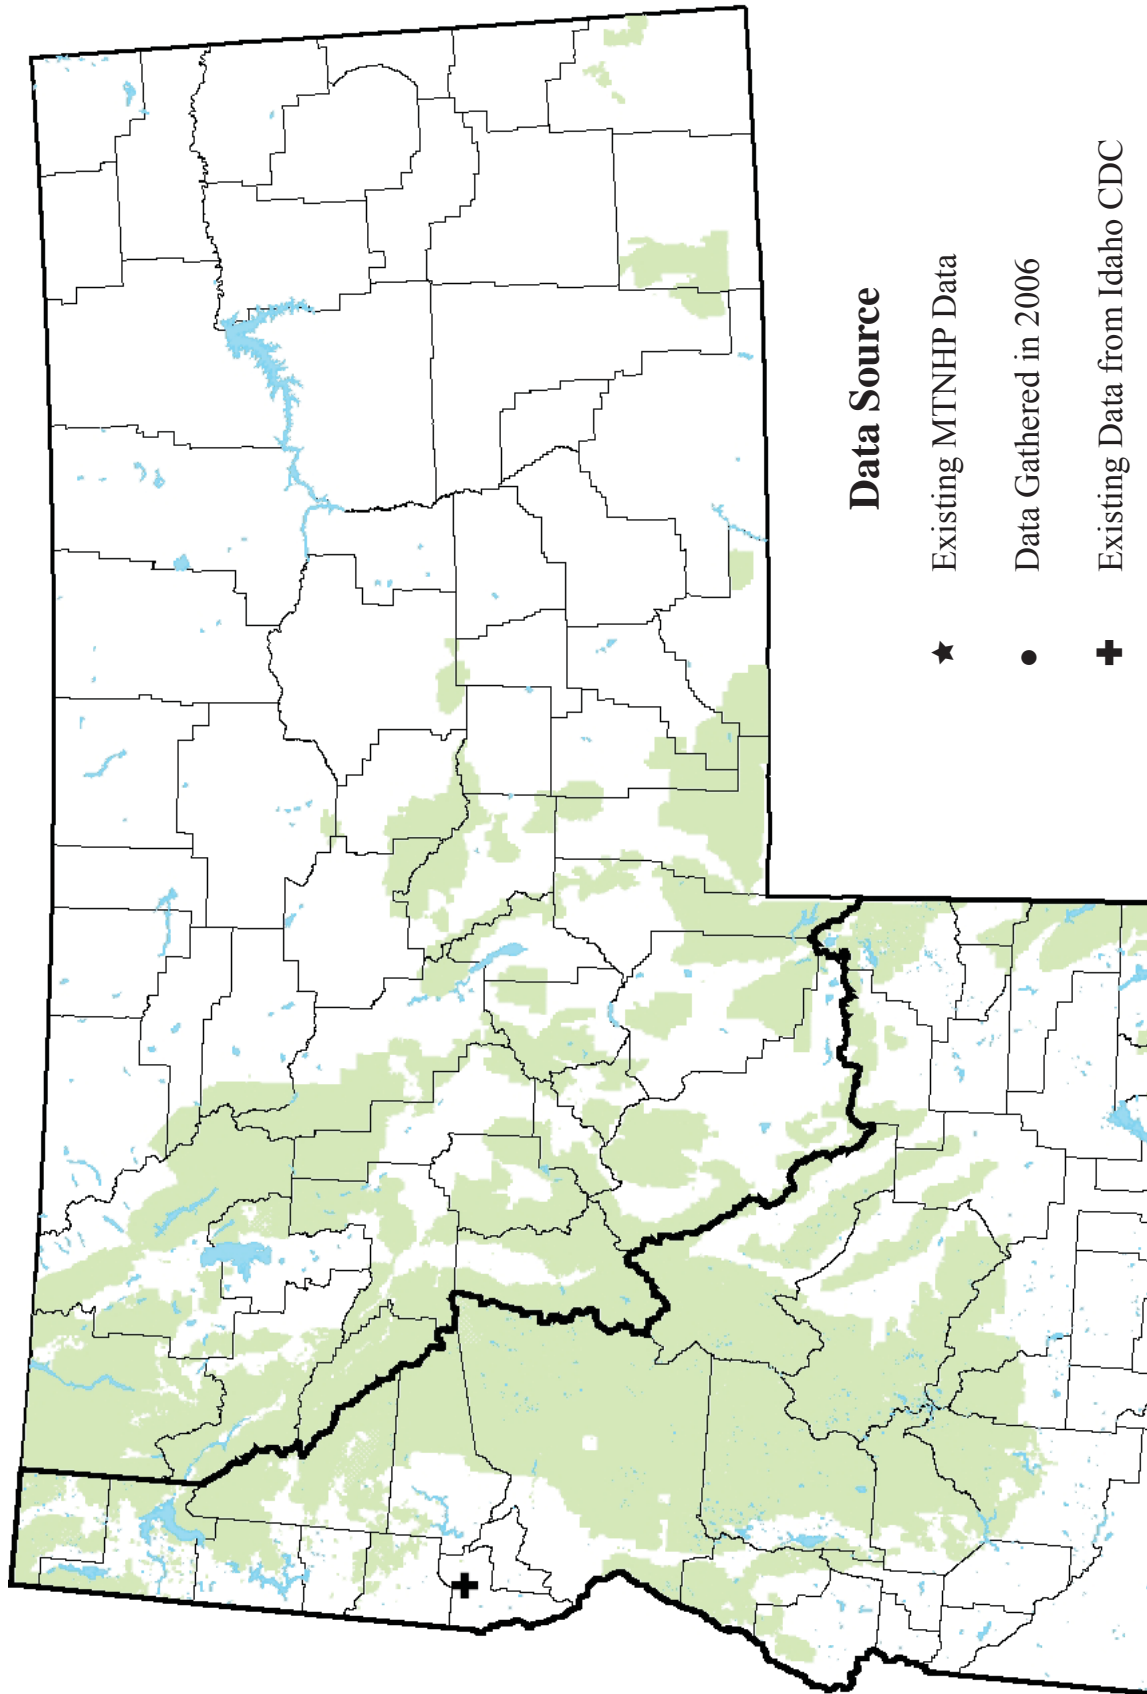 Data Source
Existing MTNHP Data
Data Gathered in 2006
Existing Data from Idaho CDC